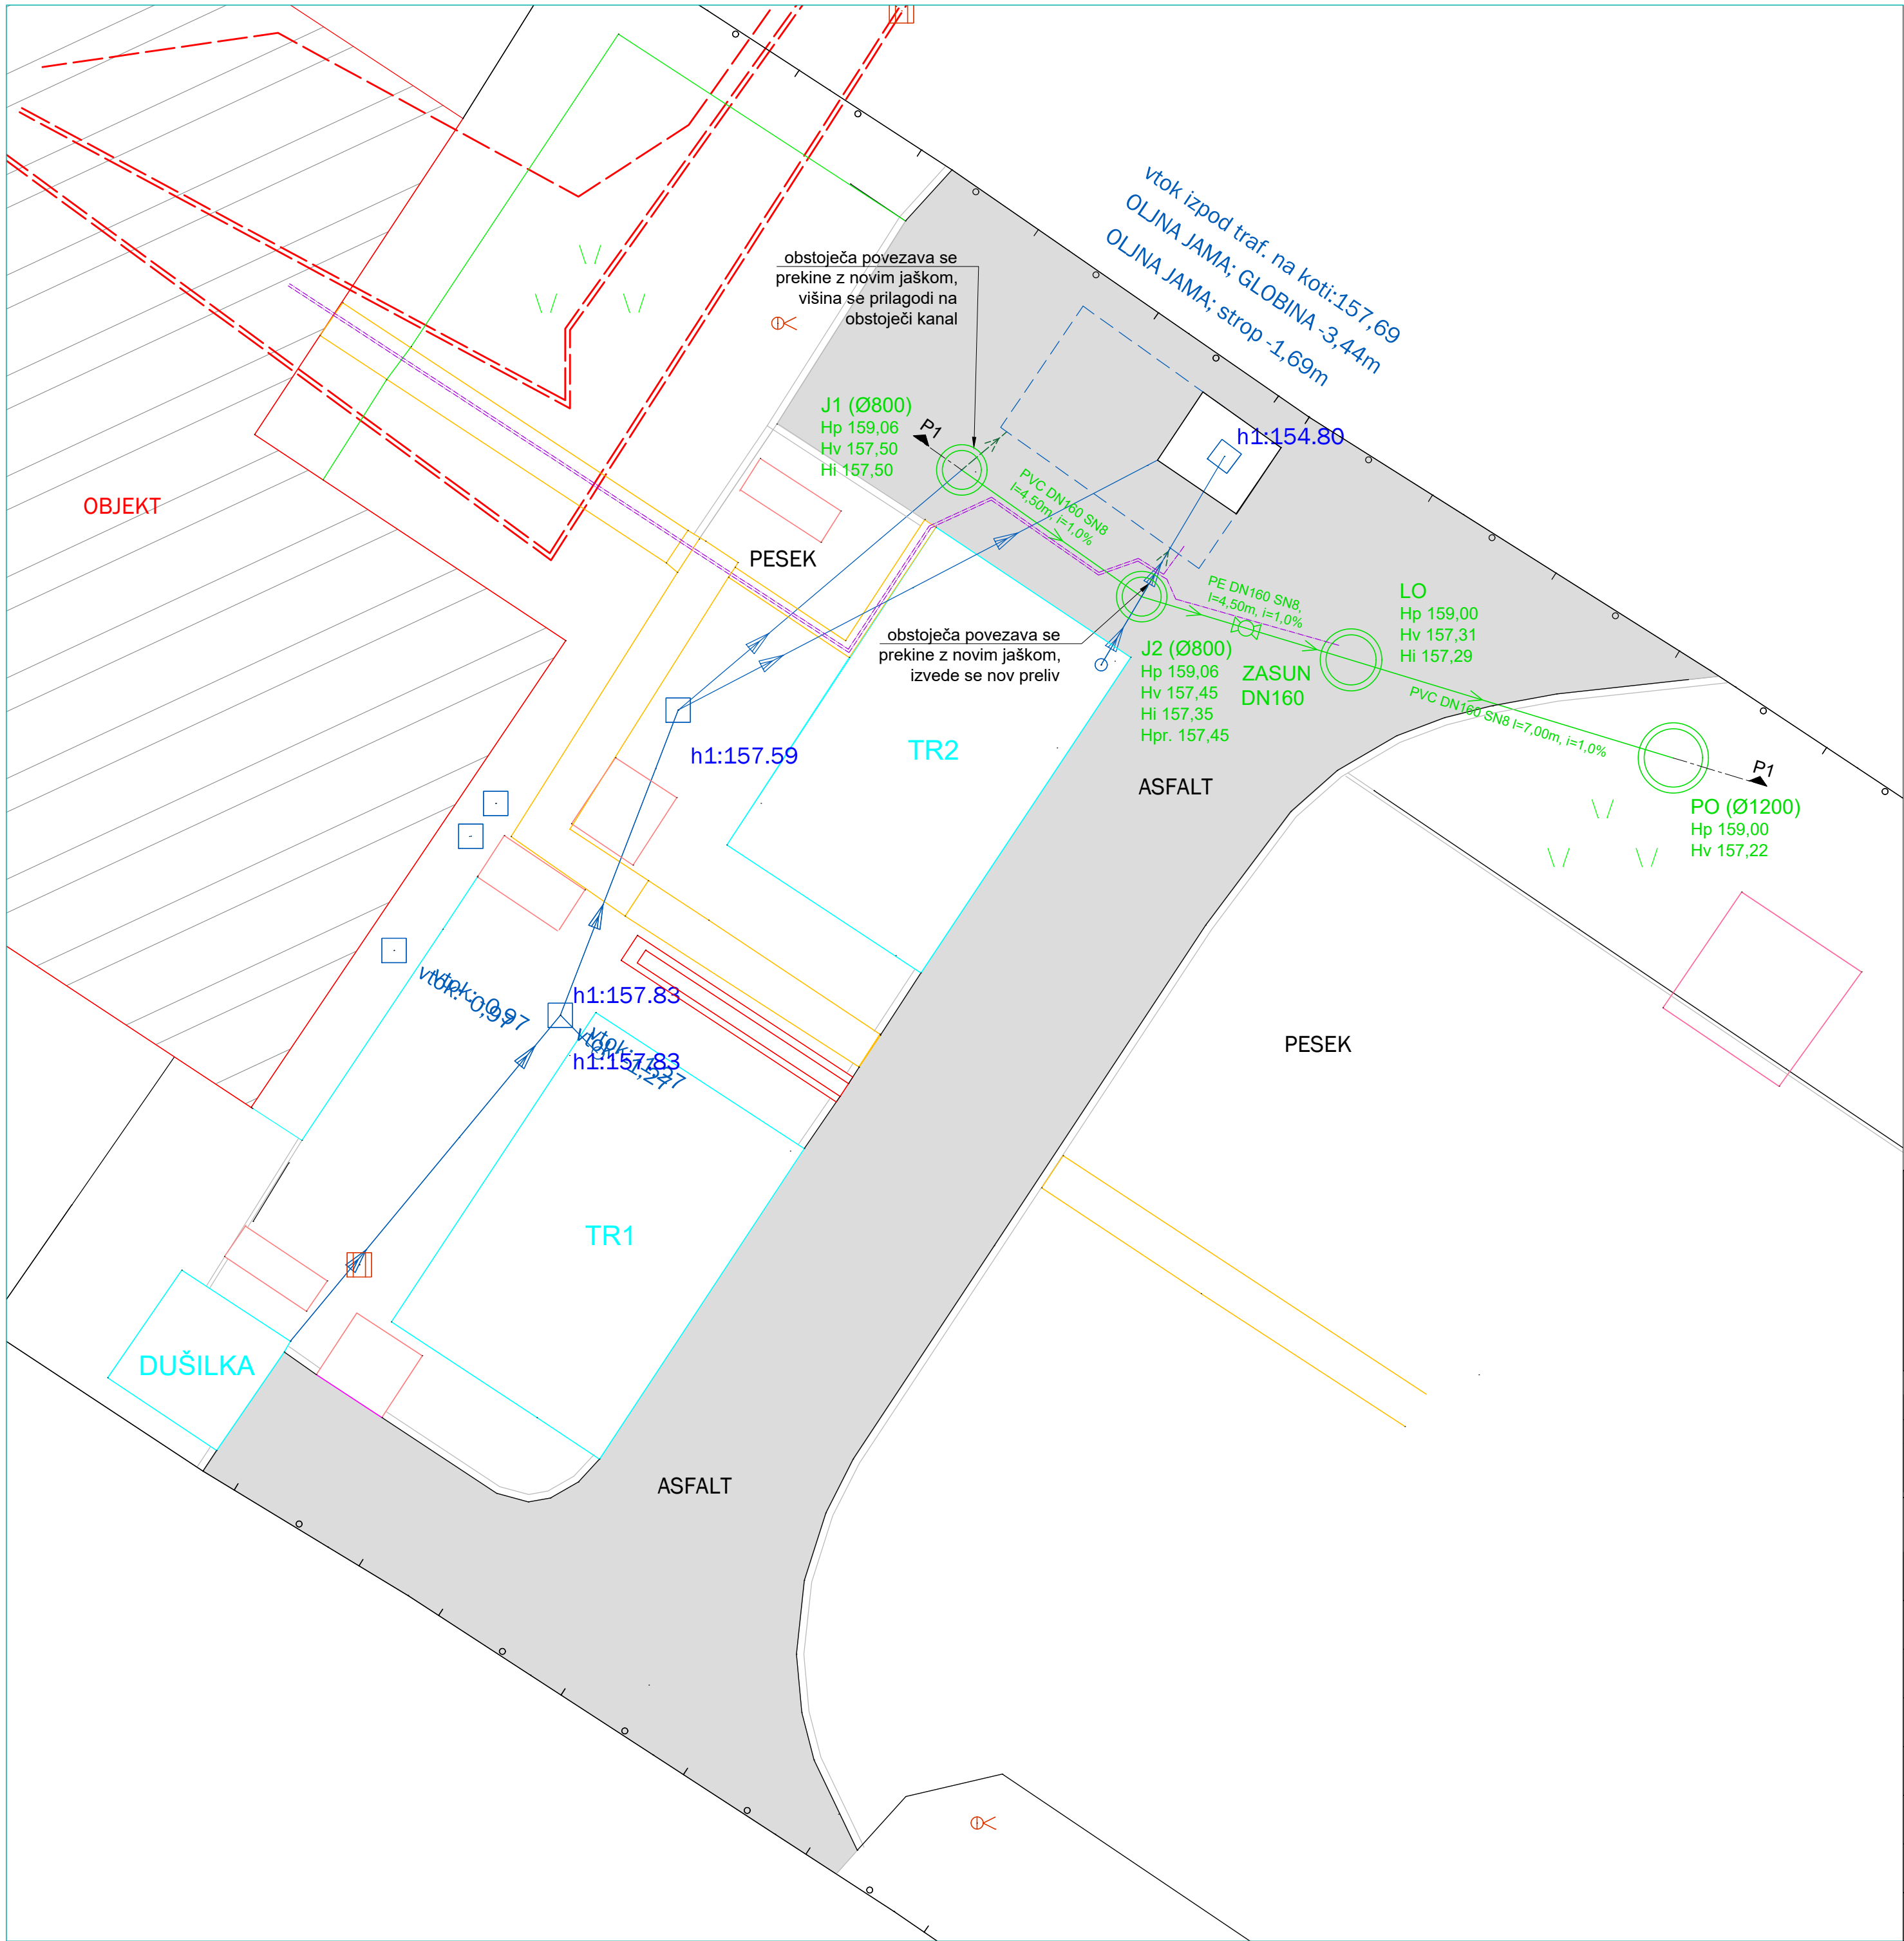 vtok izpod traf. na koti:157,69
OLJNA JAMA; GLOBINA -3,44m
OLJNA JAMA; strop -1,69m
obstoječa povezava se
prekine z novim jaškom,
višina se prilagodi na
obstoječi kanal
J1 (Ø800)
Hp 159,06
Hv 157,50
Hi 157,50
P1
h1:154.80
PVC DN160 SN8
l=4,50m, i=1,0%
OBJEKT
PESEK
PE DN160 SN8,
l=4,50m, i=1,0%
LO
Hp 159,00
Hv 157,31
Hi 157,29
obstoječa povezava se
prekine z novim jaškom,
izvede se nov preliv
J2 (Ø800)
Hp 159,06
Hv 157,45
Hi 157,35
Hpr. 157,45
ZASUN
DN160
PVC DN160 SN8 l=7,00m, i=1,0%
h1:157.59
TR2
ASFALT
P1
PO (Ø1200)
Hp 159,00
Hv 157,22
vtok: -0,97
h1:157.83
h1:157.83
PESEK
TR1
DUŠILKA
ASFALT